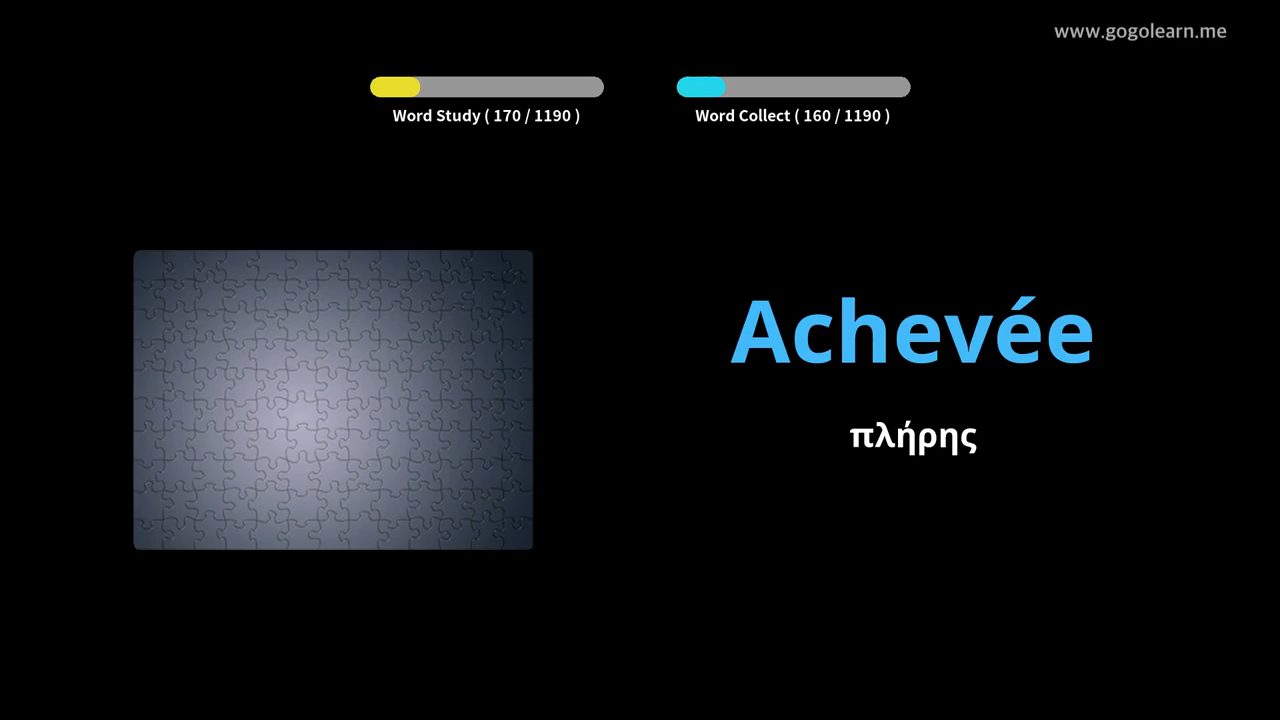 www.gogolearn.me
Word Study ( 170 / 1190 )
Word Collect ( 160 / 1190 )
Achevée
πλήρης